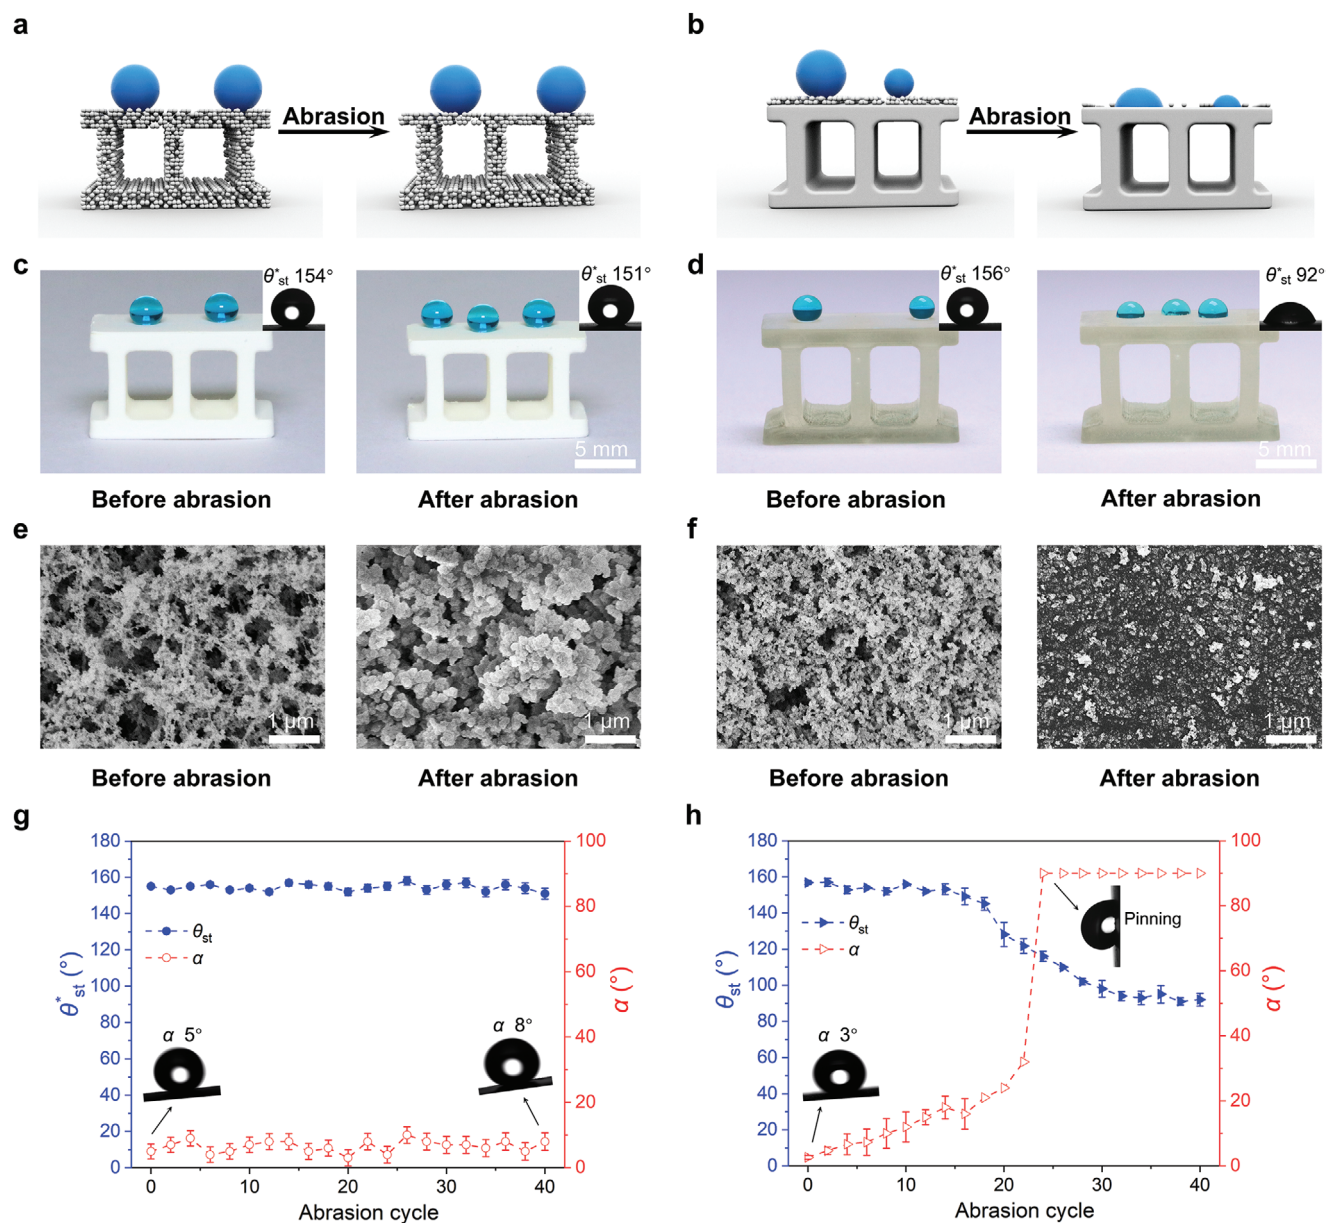 a
b
Abrasion
Abrasion
c
θ*st 154°
θ*st 151°
5 mm
d
θ*st 156°
θ*st 92°
5 mm
Before abrasion
After abrasion
Before abrasion
After abrasion
e
1 μm
1 μm
f
1 μm
1 μm
Before abrasion
After abrasion
Before abrasion
After abrasion
g
180
160
140
120
100
80
60
40
20
0
θ*st (°)
θst
α
α 5°
α 8°
100
80
60
40
20
0
α (°)
0
10
20
30
40
Abrasion cycle
h
180
160
140
120
100
80
60
40
20
0
θst (°)
θst
α
α 3°
Pinning
100
80
60
40
20
0
α (°)
0
10
20
30
40
Abrasion cycle